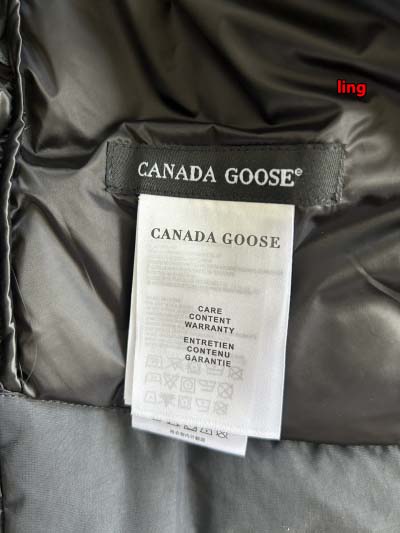 ling
CANADA GOOSE®
CANADA GOOSE
CARE
CONTENT
WARRANTY
ENTRETIEN
CONTENU
GARANTIE